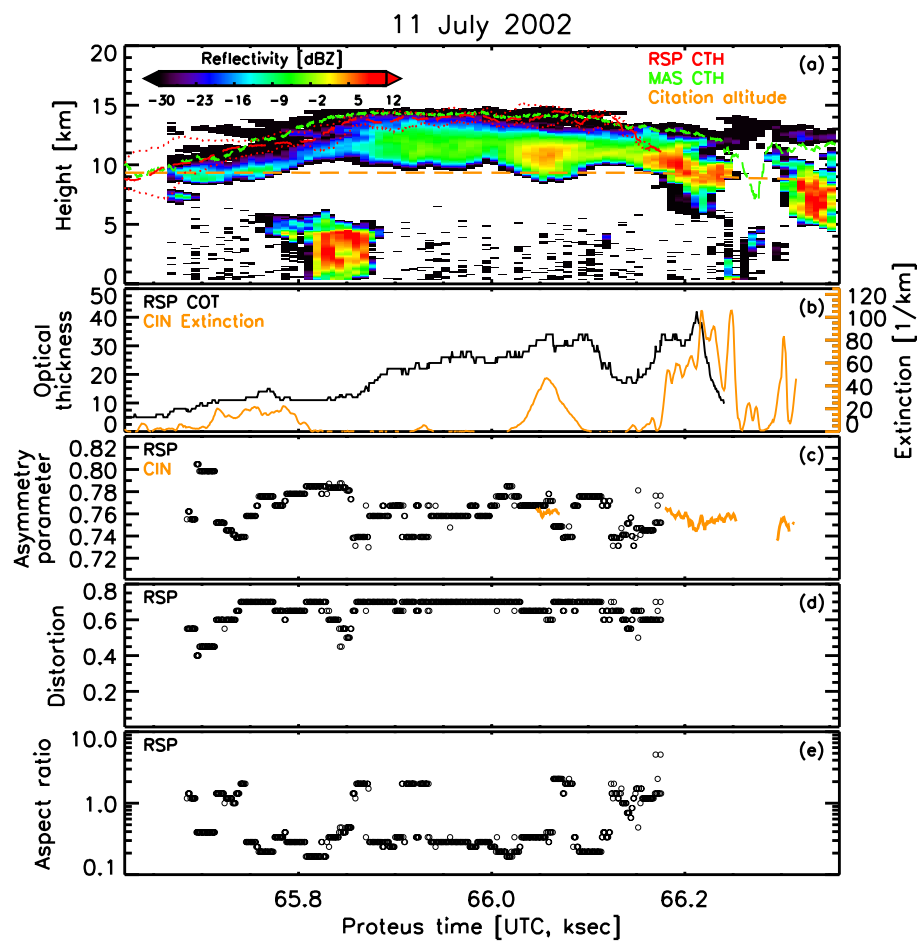 11 July 2002
20
15
10
5
0
Height [km]
Reflectivity [dBZ]
-30 -23 -16 -9 -2 5 12
RSP CTH
MAS CTH
Citation altitude
(a)
50
40
30
20
10
0
Optical
thickness
RSP COT
CIN Extinction
(b)
120
100
80
60
40
20
0
Extinction [1/km]
0.82
0.80
0.78
0.76
0.74
0.72
Asymmetry
parameter
RSP
CIN
(c)
0.8
0.6
0.4
0.2
Distortion
RSP
(d)
10.0
1.0
0.1
Aspect ratio
RSP
(e)
65.8 66.0 66.2
Proteus time [UTC, ksec]